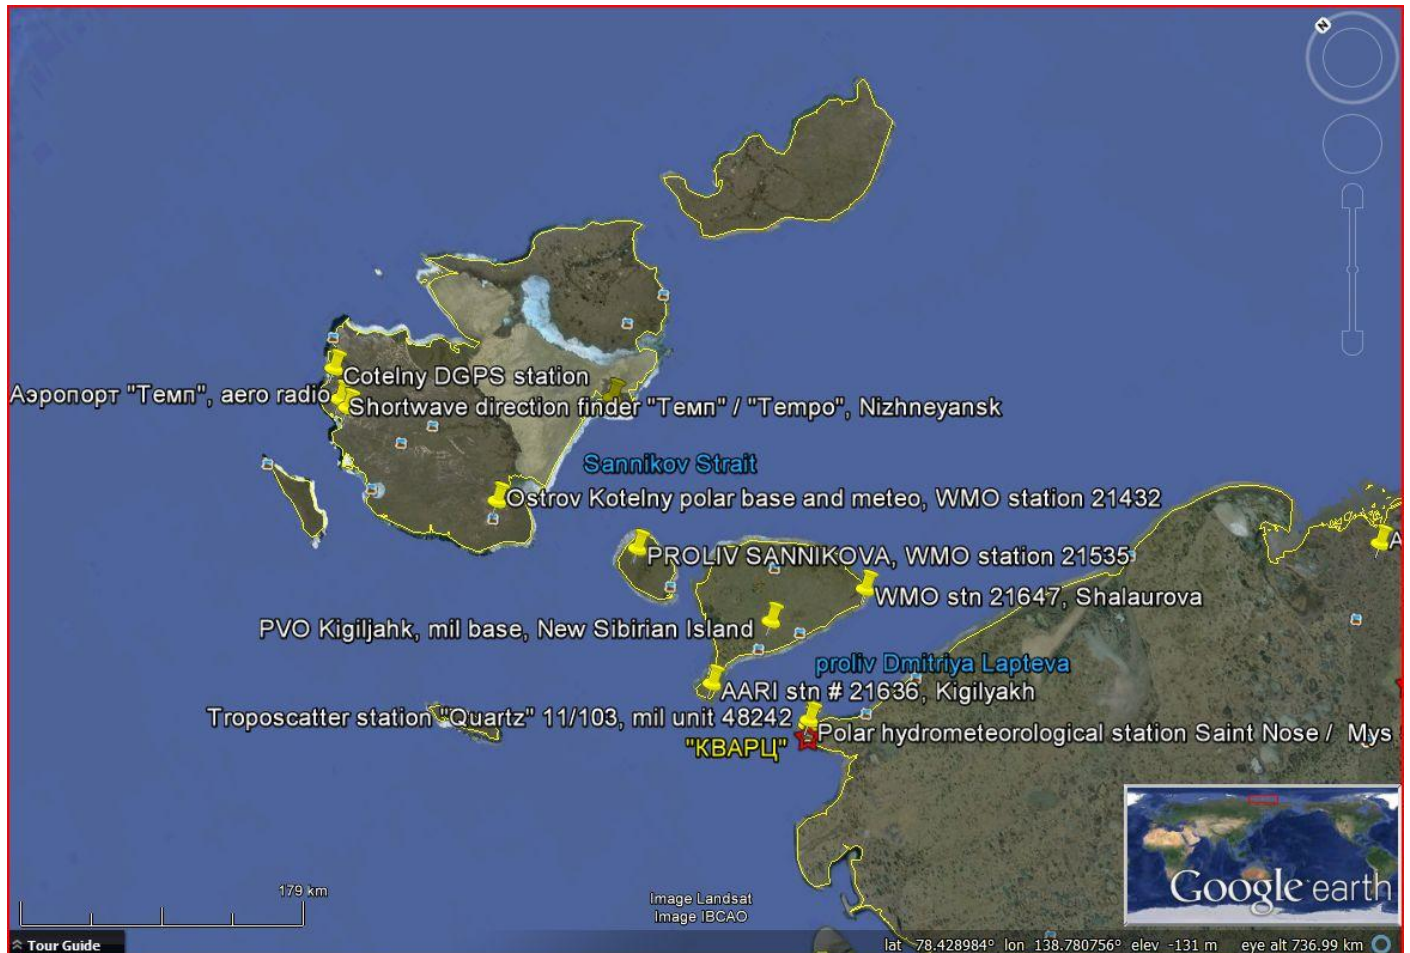 N
Cotelny DGPS station
Аэропорт "Темп", aero radio
Shortwave direction finder "Темп" / "Tempo", Nizhneyansk
Sannikov Strait
Ostrov Kotelny polar base and meteo, WMO station 21432
A
PROLIV SANNIKOVA, WMO station 21535
WMO stn 21647, Shalaurova
PVO Kigiljahk, mil base, New Sibirian Island
proliv Dmitriya Lapteva
AARI stn # 21636, Kigilyakh
Troposcatter station "Quartz" 11/103, mil unit 48242
Polar hydrometeorological station Saint Nose / Mys
"КВАРЦ"
179 km
Image Landsat
Image IBCAO
Google earth
Tour Guide
lat 78.428984° lon 138.780756° elev -131 m eye alt 736.99 km